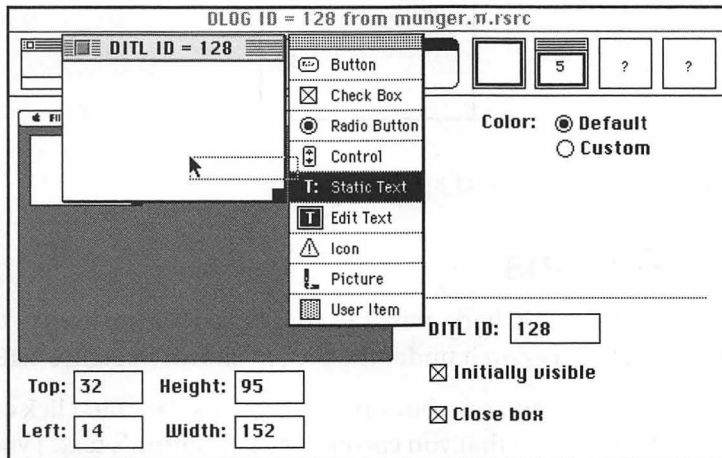 DLOG ID = 128 from munger.π.rsrc
DITL ID = 128
Button
Check Box
Radio Button
Control
T: Static Text
T Edit Text
Icon
Picture
User Item
5
?
?
Color: Default
Custom
DITL ID: 128
Initially visible
Close box
Top: 32 Height: 95
Left: 14 Width: 152